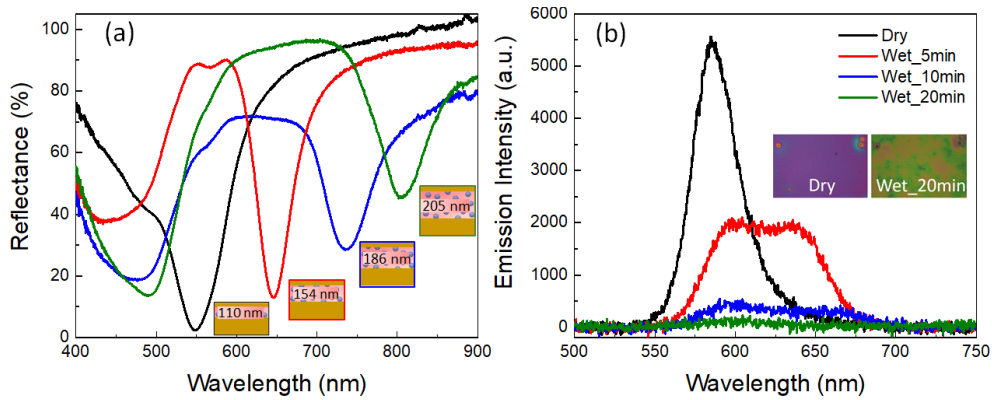 (a)
Reflectance (%)
100
80
60
40
20
0
110 nm
154 nm
186 nm
205 nm
400
500
600
700
800
900
Wavelength (nm)
(b)
Emission Intensity (a.u.)
6000
5000
4000
3000
2000
1000
0
Dry
Wet_5min
Wet_10min
Wet_20min
Dry
Wet_20min
500
550
600
650
700
750
Wavelength (nm)